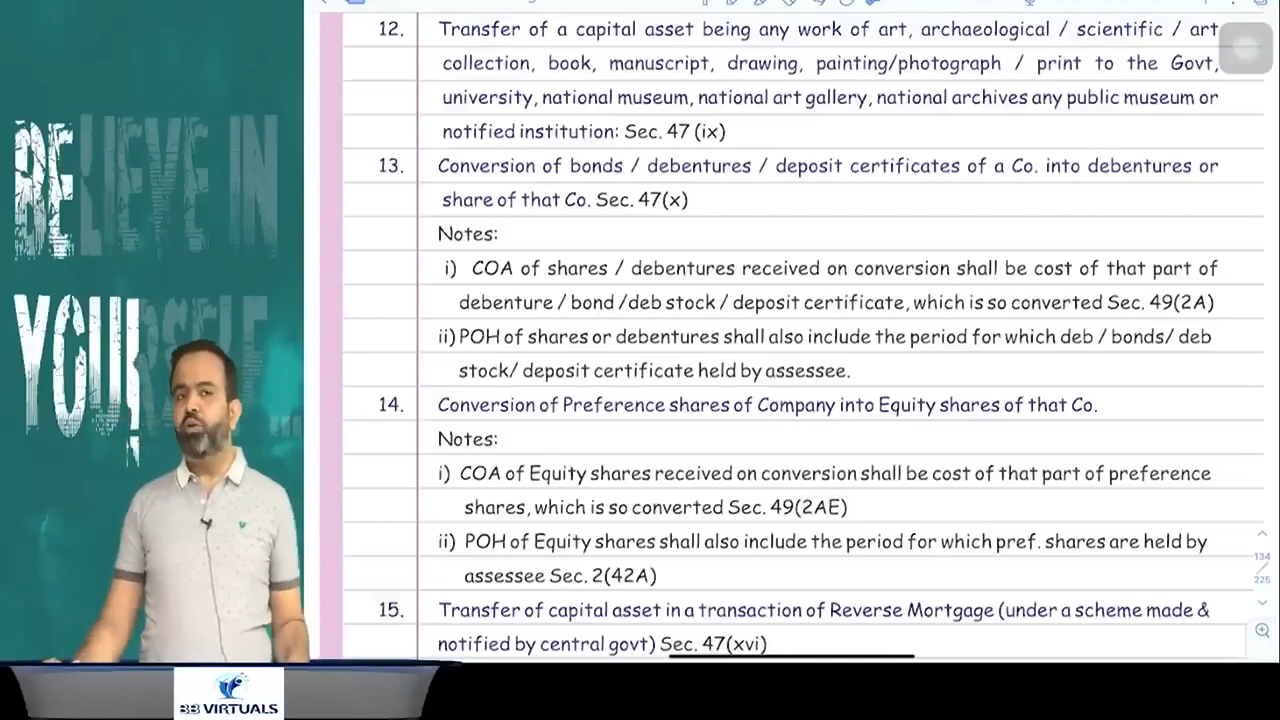 BELIEVE IN
YOURSELF
12. Transfer of a capital asset being any work of art, archaeological / scientific / art
collection, book, manuscript, drawing, painting/photograph / print to the Govt,
university, national museum, national art gallery, national archives any public museum or
notified institution: Sec. 47 (ix)
13. Conversion of bonds / debentures / deposit certificates of a Co. into debentures or
share of that Co. Sec. 47(x)
Notes:
i) COA of shares / debentures received on conversion shall be cost of that part of
debenture / bond /deb stock / deposit certificate, which is so converted Sec. 49(2A)
ii) POH of shares or debentures shall also include the period for which deb / bonds/ deb
stock/ deposit certificate held by assessee.
14. Conversion of Preference shares of Company into Equity shares of that Co.
Notes:
i) COA of Equity shares received on conversion shall be cost of that part of preference
shares, which is so converted Sec. 49(2AE)
ii) POH of Equity shares shall also include the period for which pref. shares are held by
assessee Sec. 2(42A)
15. Transfer of capital asset in a transaction of Reverse Mortgage (under a scheme made &
notified by central govt) Sec. 47(xvi)
134
/
225
BB VIRTUALS